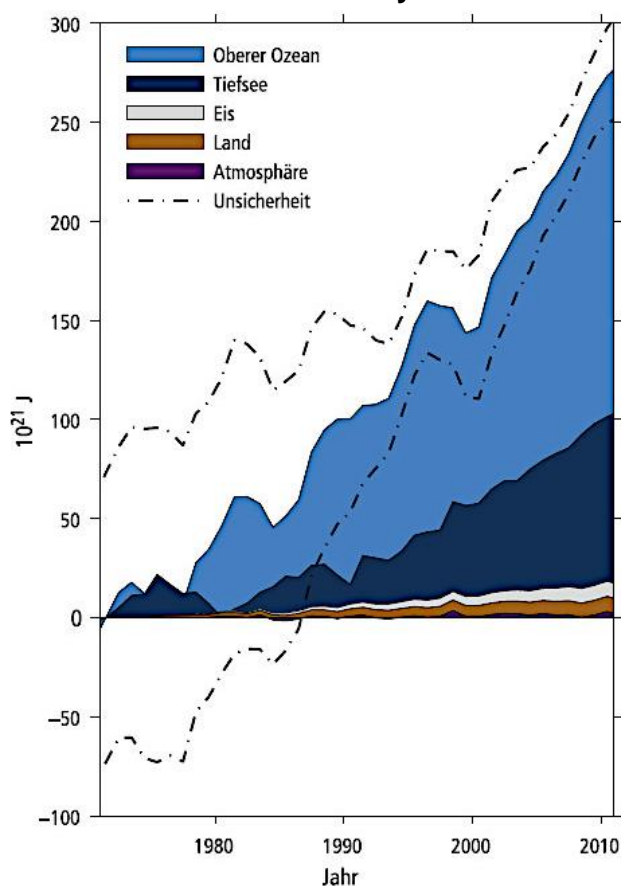 300
250
200
150
100
50
0
−50
−100
10²¹ J
Oberer Ozean
Tiefsee
Eis
Land
Atmosphäre
Unsicherheit
1980
1990
2000
2010
Jahr